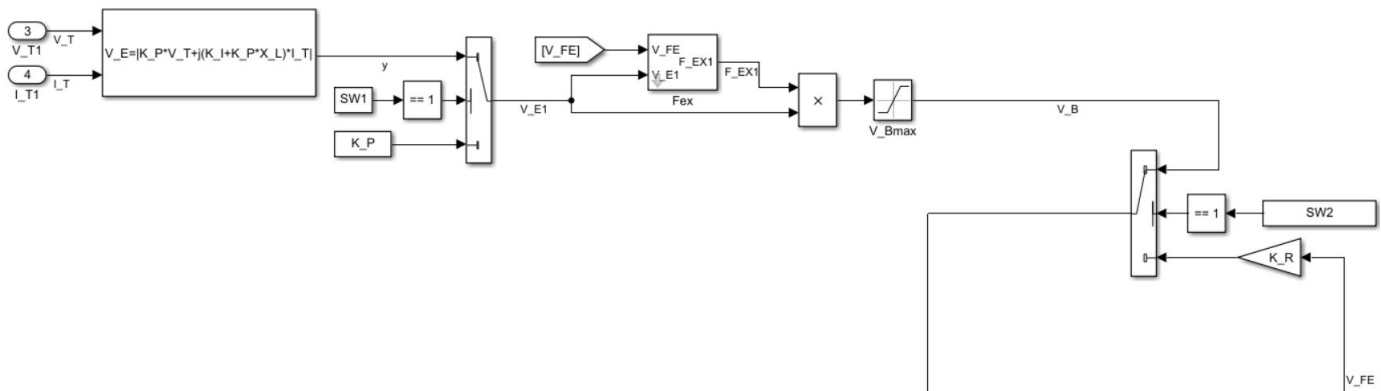 3
V_T1
V_T
4
I_T1
I_T
V_E=|K_P*V_T+j(K_I+K_P*X_L)*I_T|
y
SW1
== 1
K_P
V_E1
[V_FE]
V_FE
V_E1
F_EX1
Fex
F_EX1
×
V_Bmax
V_B
== 1
SW2
K_R
V_FE